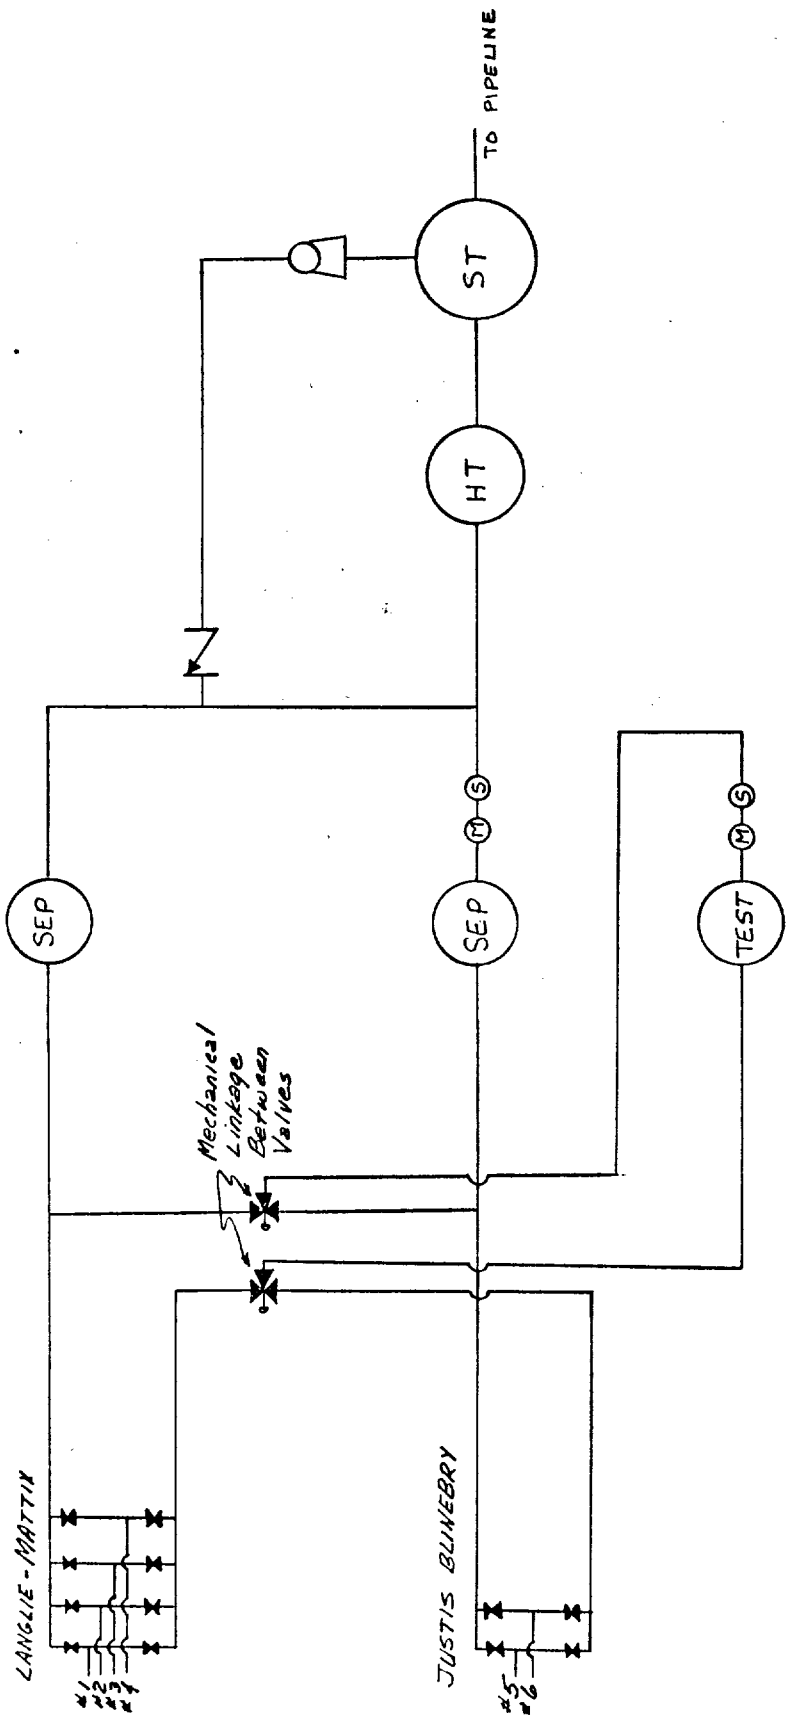 LANGLIE - MATTIX
#1
#2
#3
#4
SEP
Mechanical
Linkage
Between
Valves
JUSTIS BLINEBRY
#5
#6
SEP
M
S
HT
ST
TO PIPELINE
TEST
M
S